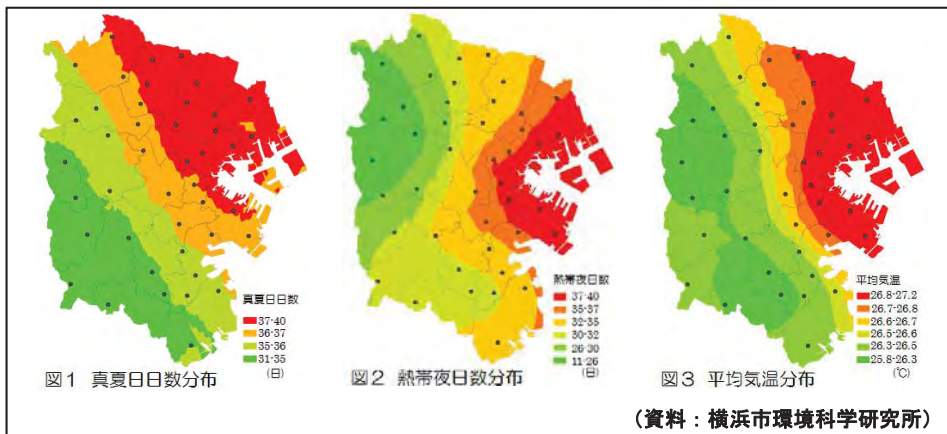 真夏日日数
37-40
36-37
35-36
31-35
(日)
図1 真夏日日数分布
熱帯夜日数
37-40
35-37
32-35
30-32
26-30
11-26
(日)
図2 熱帯夜日数分布
平均気温
26.8-27.2
26.7-26.8
26.6-26.7
26.5-26.6
26.3-26.5
25.8-26.3
(℃)
図3 平均気温分布
(資料:横浜市環境科学研究所)